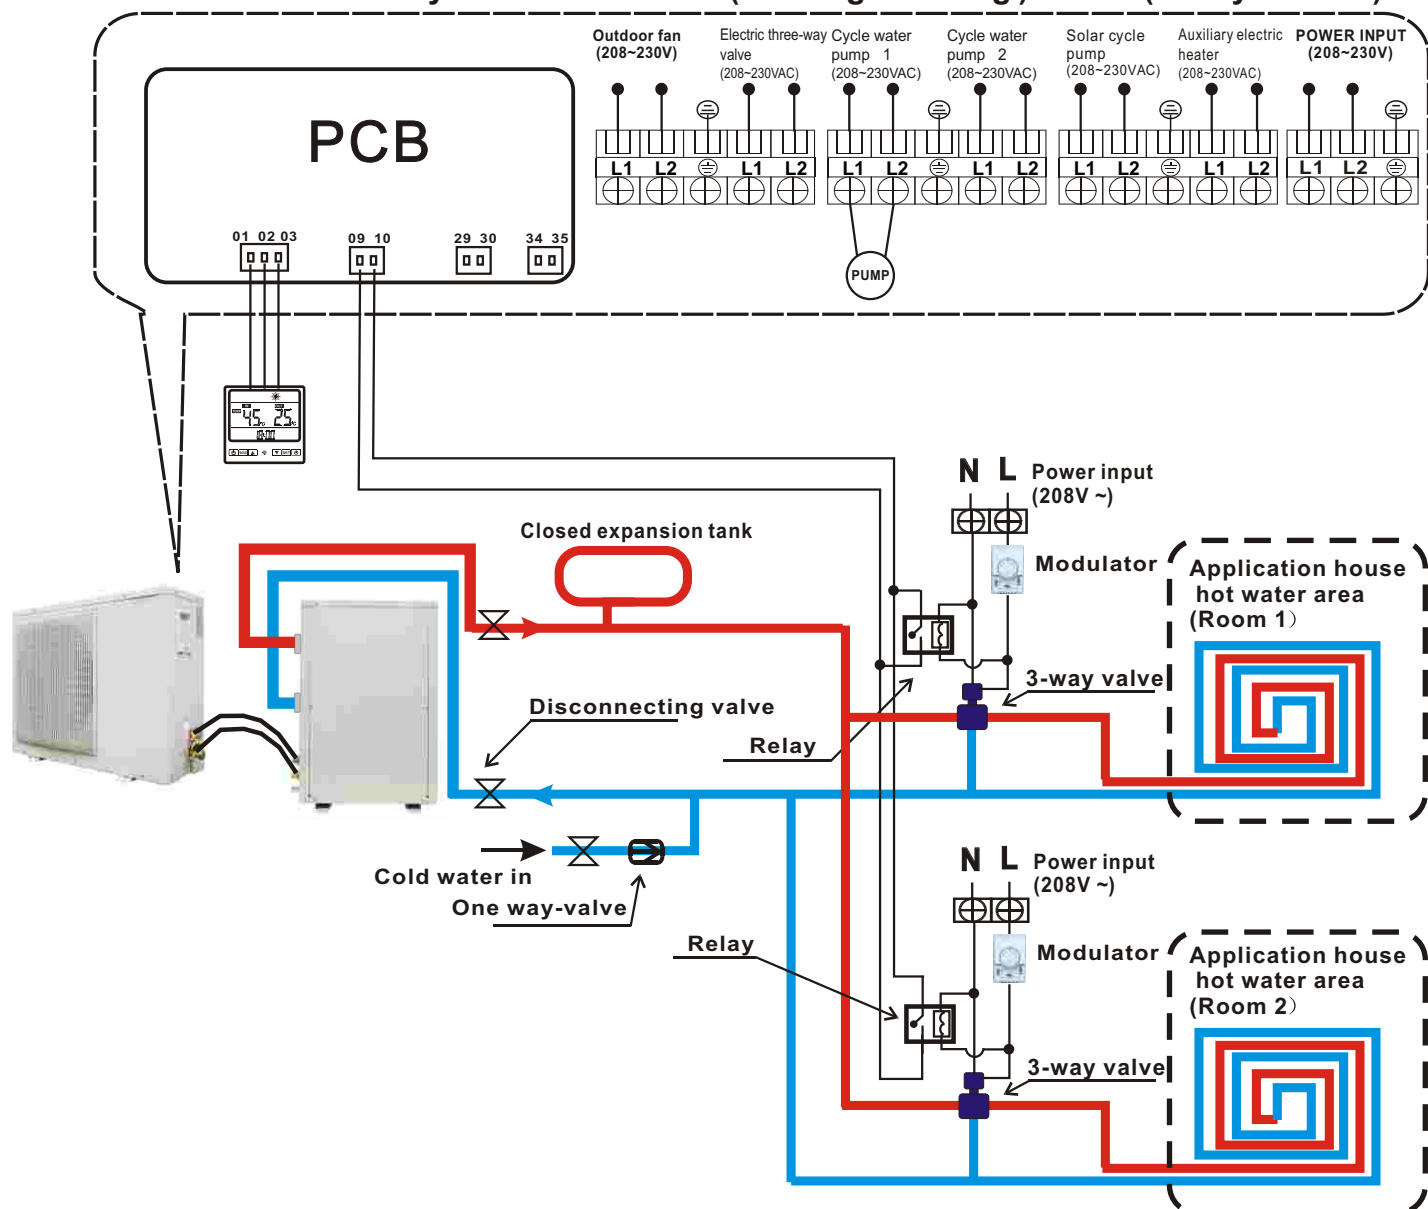 Outdoor fan
(208~230V)
Electric three-way
valve
(208~230VAC)
Cycle water
pump 1
(208~230VAC)
Cycle water
pump 2
(208~230VAC)
Solar cycle
pump
(208~230VAC)
Auxiliary electric
heater
(208~230VAC)
POWER INPUT
(208~230V)
PCB
L1 L2 L1 L2
L1 L2 L1 L2
L1 L2 L1 L2
L1 L2
01 02 03
09 10
29 30
34 35
PUMP
45°C 25°C
N L Power input
(208V ~)
Closed expansion tank
Modulator
Application house
hot water area
(Room 1）
3-way valve
Disconnecting valve
Relay
Cold water in
One way-valve
N L Power input
(208V ~)
Relay
Modulator
Application house
hot water area
(Room 2）
3-way valve